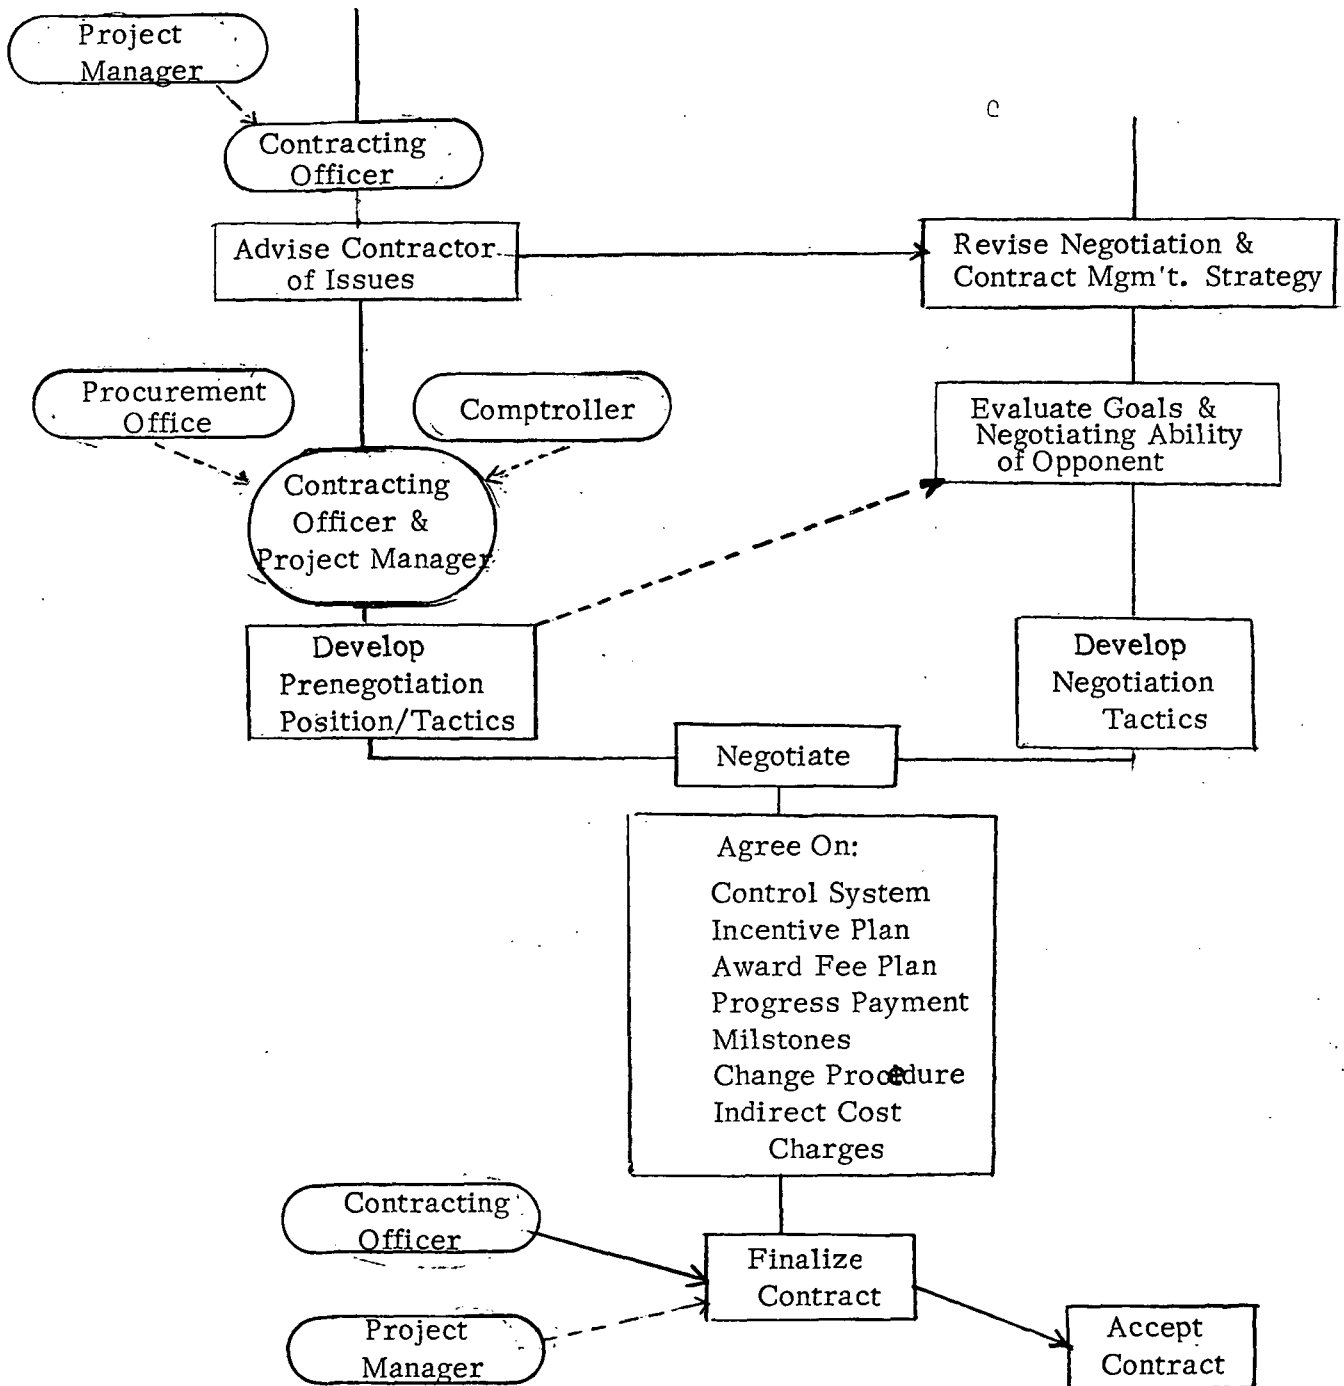 Project
Manager
C
Contracting
Officer
Advise Contractor
of Issues
Revise Negotiation &
Contract Mgm't. Strategy
Procurement
Office
Comptroller
Evaluate Goals &
Negotiating Ability
of Opponent
Contracting
Officer &
Project Manager
Develop
Prenegotiation
Position/Tactics
Develop
Negotiation
Tactics
Negotiate
Agree On:
Control System
Incentive Plan
Award Fee Plan
Progress Payment
Milstones
Change Procedure
Indirect Cost
Charges
Contracting
Officer
Finalize
Contract
Project
Manager
Accept
Contract